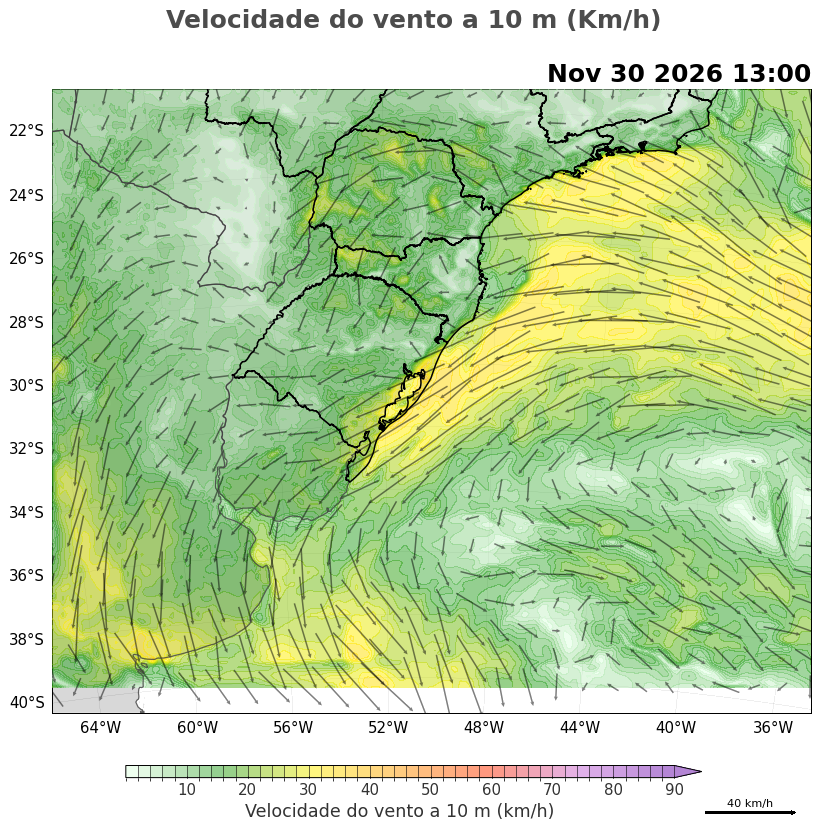 Velocidade do vento a 10 m (Km/h)
Nov 30 2026 13:00
22°S
24°S
26°S
28°S
30°S
32°S
34°S
36°S
38°S
40°S
64°W 60°W 56°W 52°W 48°W 44°W 40°W 36°W
10 20 30 40 50 60 70 80 90
Velocidade do vento a 10 m (km/h)
40 km/h